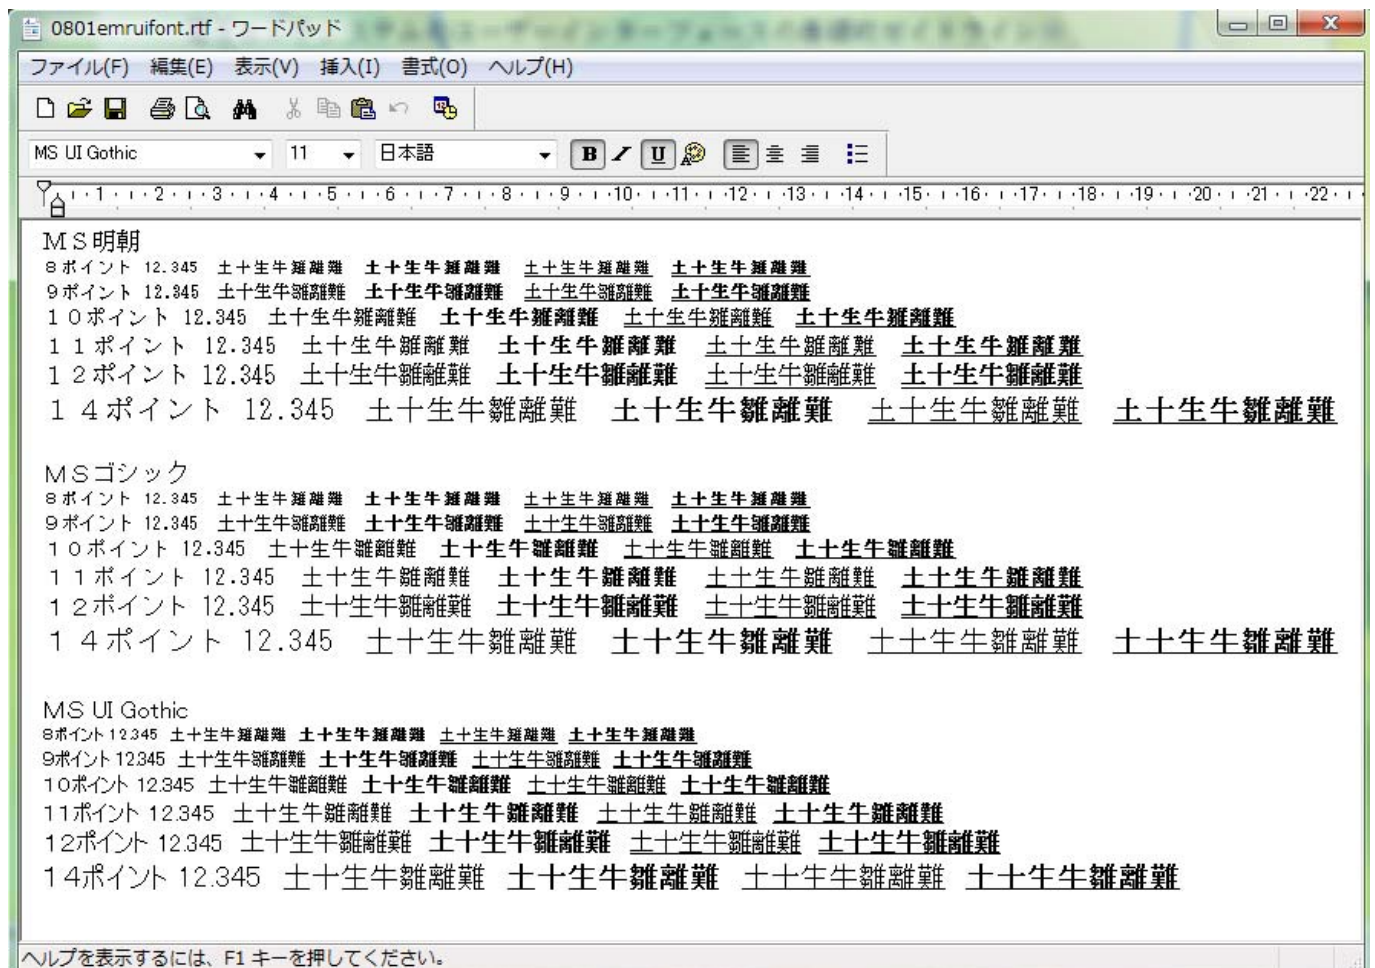 0801emruifont.rtf - ワードパッド
ファイル(F) 編集(E) 表示(V) 挿入(I) 書式(O) ヘルプ(H)
MS UI Gothic 11 日本語 B U
1 2 3 4 5 6 7 8 9 10 11 12 13 14 15 16 17 18 19 20 21 22
ＭＳ明朝
８ポイント 12.345 土十生牛雛離難 土十生牛雛離難 土十生牛雛離難 土十生牛雛離難
９ポイント 12.345 土十生牛雛離難 土十生牛雛離難 土十生牛雛離難 土十生牛雛離難
１０ポイント 12.345 土十生牛雛離難 土十生牛雛離難 土十生牛雛離難 土十生牛雛離難
１１ポイント 12.345 土十生牛雛離難 土十生牛雛離難 土十生牛雛離難 土十生牛雛離難
１２ポイント 12.345 土十生牛雛離難 土十生牛雛離難 土十生牛雛離難 土十生牛雛離難
１４ポイント 12.345 土十生牛雛離難 土十生牛雛離難 土十生牛雛離難 土十生牛雛離難
ＭＳゴシック
８ポイント 12.345 土十生牛雛離難 土十生牛雛離難 土十生牛雛離難 土十生牛雛離難
９ポイント 12.345 土十生牛雛離難 土十生牛雛離難 土十生牛雛離難 土十生牛雛離難
１０ポイント 12.345 土十生牛雛離難 土十生牛雛離難 土十生牛雛離難 土十生牛雛離難
１１ポイント 12.345 土十生牛雛離難 土十生牛雛離難 土十生牛雛離難 土十生牛雛離難
１２ポイント 12.345 土十生牛雛離難 土十生牛雛離難 土十生牛雛離難 土十生牛雛離難
１４ポイント 12.345 土十生牛雛離難 土十生牛雛離難 土十生牛雛離難 土十生牛雛離難
ＭＳ UI Gothic
８ポイント 12.345 土十生牛雛離難 土十生牛雛離難 土十生牛雛離難 土十生牛雛離難
９ポイント 12.345 土十生牛雛離難 土十生牛雛離難 土十生牛雛離難 土十生牛雛離難
１０ポイント 12.345 土十生牛雛離難 土十生牛雛離難 土十生牛雛離難 土十生牛雛離難
１１ポイント 12.345 土十生牛雛離難 土十生牛雛離難 土十生牛雛離難 土十生牛雛離難
１２ポイント 12.345 土十生牛雛離難 土十生牛雛離難 土十生牛雛離難 土十生牛雛離難
１４ポイント 12.345 土十生牛雛離難 土十生牛雛離難 土十生牛雛離難 土十生牛雛離難
ヘルプを表示するには、F1 キーを押してください。